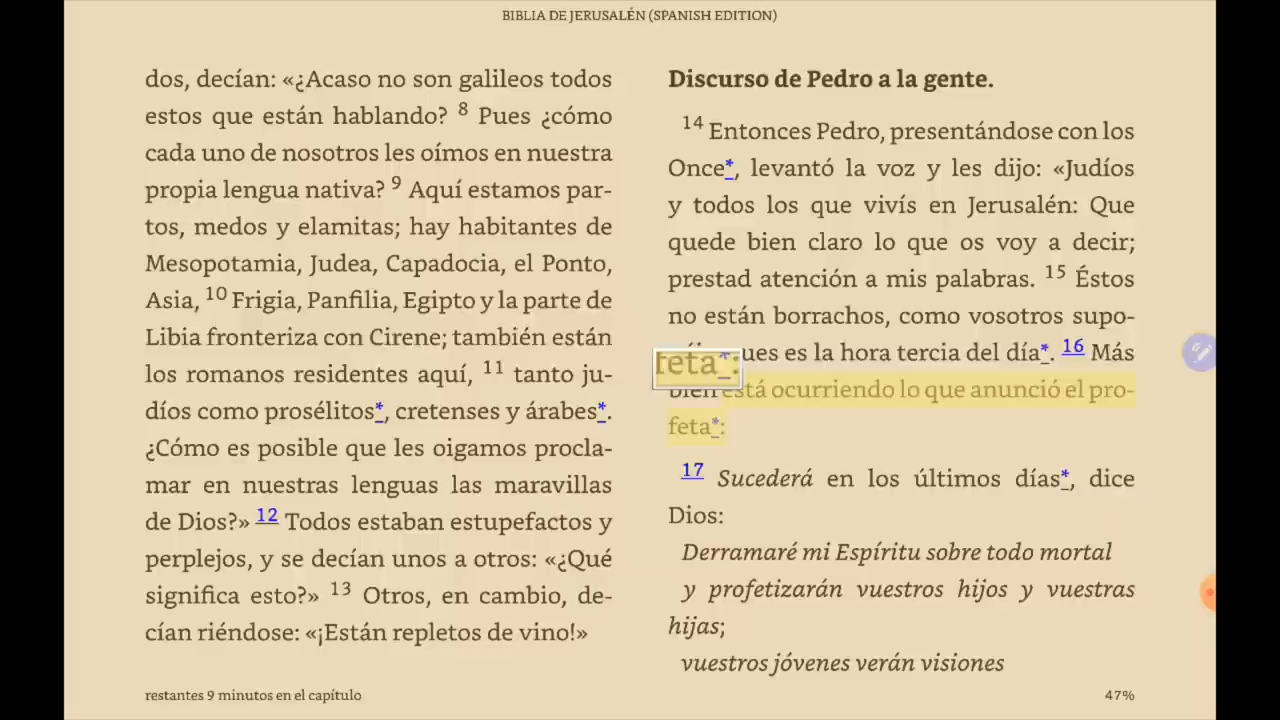 BIBLIA DE JERUSALÉN (SPANISH EDITION)
dos, decían: «¿Acaso no son galileos todos
estos que están hablando? 8 Pues ¿cómo
cada uno de nosotros les oímos en nuestra
propia lengua nativa? 9 Aquí estamos par-
tos, medos y elamitas; hay habitantes de
Mesopotamia, Judea, Capadocia, el Ponto,
Asia, 10 Frigia, Panfilia, Egipto y la parte de
Libia fronteriza con Cirene; también están
los romanos residentes aquí, 11 tanto ju-
díos como prosélitos*, cretenses y árabes*.
¿Cómo es posible que les oigamos procla-
mar en nuestras lenguas las maravillas
de Dios?» 12 Todos estaban estupefactos y
perplejos, y se decían unos a otros: «¿Qué
significa esto?» 13 Otros, en cambio, de-
cían riéndose: «¡Están repletos de vino!»
Discurso de Pedro a la gente.
14 Entonces Pedro, presentándose con los
Once*, levantó la voz y les dijo: «Judíos
y todos los que vivís en Jerusalén: Que
quede bien claro lo que os voy a decir;
prestad atención a mis palabras. 15 Éstos
no están borrachos, como vosotros supo-
feta*: ues es la hora tercia del día*. 16 Más
bien está ocurriendo lo que anunció el pro-
feta*:
17 Sucederá en los últimos días*, dice
Dios:
Derramaré mi Espíritu sobre todo mortal
y profetizarán vuestros hijos y vuestras
hijas;
vuestros jóvenes verán visiones
restantes 9 minutos en el capítulo
47%